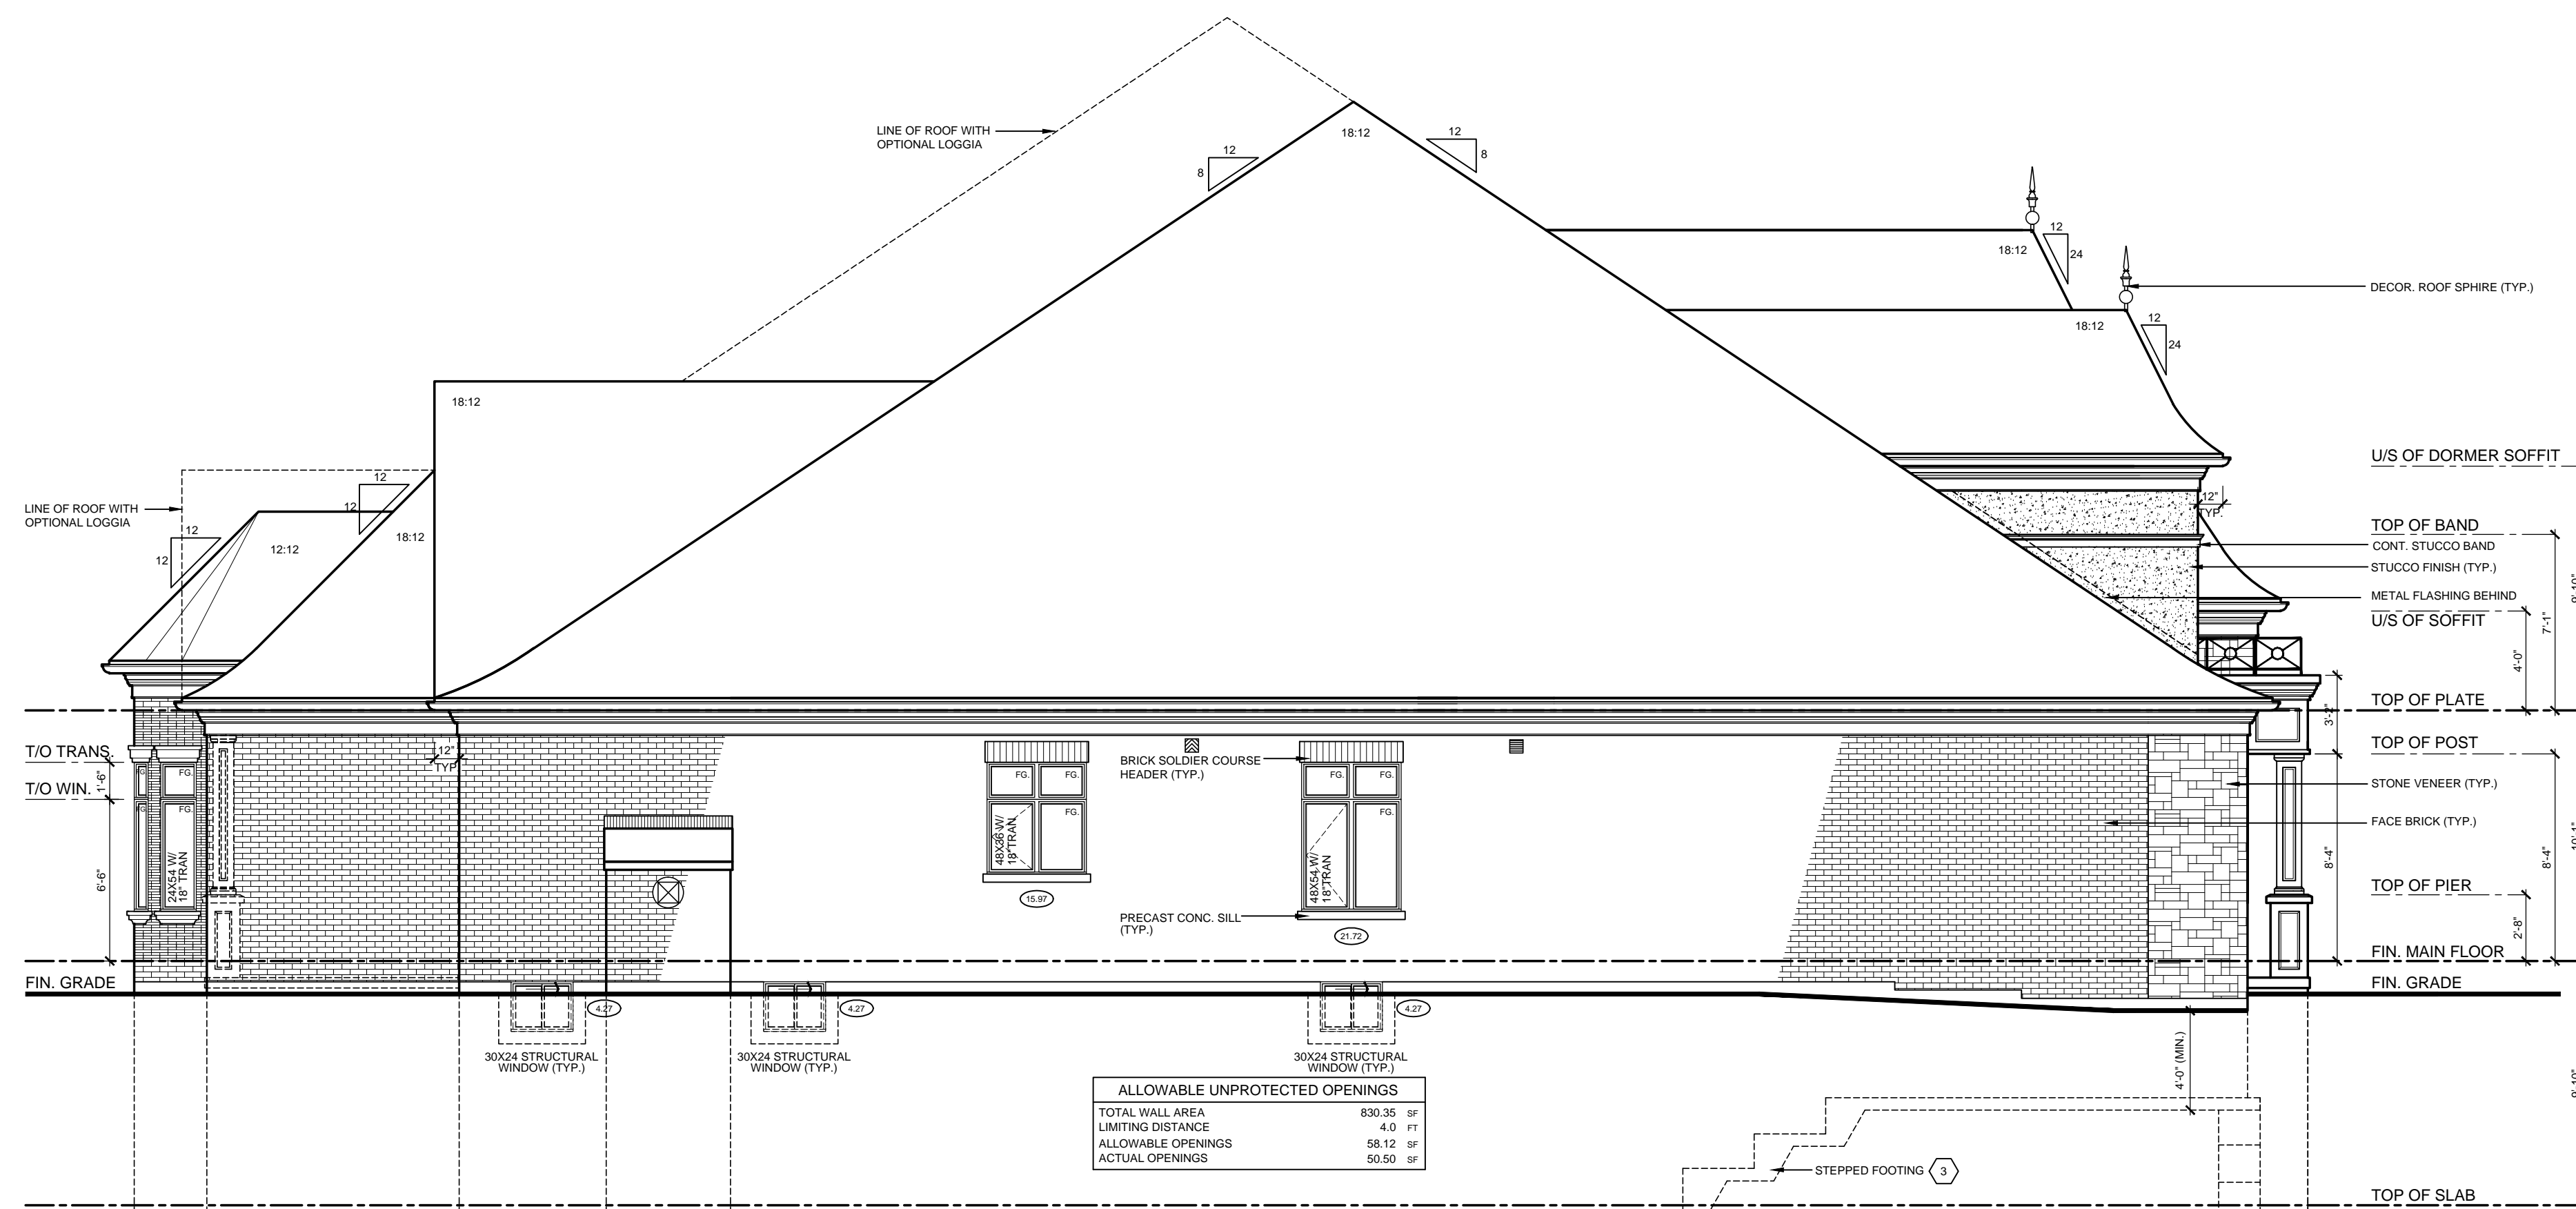 LINE OF ROOF WITH
OPTIONAL LOGGIA
12
8
18:12
12
8
12
24
18:12
12
24
18:12
DECOR. ROOF SPHIRE (TYP.)
18:12
LINE OF ROOF WITH
OPTIONAL LOGGIA
12
12
12
12
12:12
18:12
U/S OF DORMER SOFFIT
12"
TYP.
TOP OF BAND
CONT. STUCCO BAND
STUCCO FINISH (TYP.)
METAL FLASHING BEHIND
U/S OF SOFFIT
9'-10"
7'-1"
4'-0"
3'-2"
TOP OF PLATE
TOP OF POST
STONE VENEER (TYP.)
FACE BRICK (TYP.)
TOP OF PIER
FIN. MAIN FLOOR
FIN. GRADE
10'-1"
8'-4"
8'-4"
2'-8"
T/O TRANS.
1'-6"
T/O WIN.
6'-6"
FIN. GRADE
FG.
FG.
FG.
FG.
24X54 W/
18" TRAN
12"
TYP.
FG.
FG.
FG.
48X36 W/
18"TRAN
15.97
BRICK SOLDIER COURSE
HEADER (TYP.)
FG.
FG.
FG.
48X54 W/
18"TRAN
PRECAST CONC. SILL
(TYP.)
21.72
4.27
4.27
4.27
30X24 STRUCTURAL
WINDOW (TYP.)
30X24 STRUCTURAL
WINDOW (TYP.)
30X24 STRUCTURAL
WINDOW (TYP.)
ALLOWABLE UNPROTECTED OPENINGS
TOTAL WALL AREA 830.35 SF
LIMITING DISTANCE 4.0 FT
ALLOWABLE OPENINGS 58.12 SF
ACTUAL OPENINGS 50.50 SF
4'-0" (MIN.)
9'-10"
STEPPED FOOTING 3
TOP OF SLAB